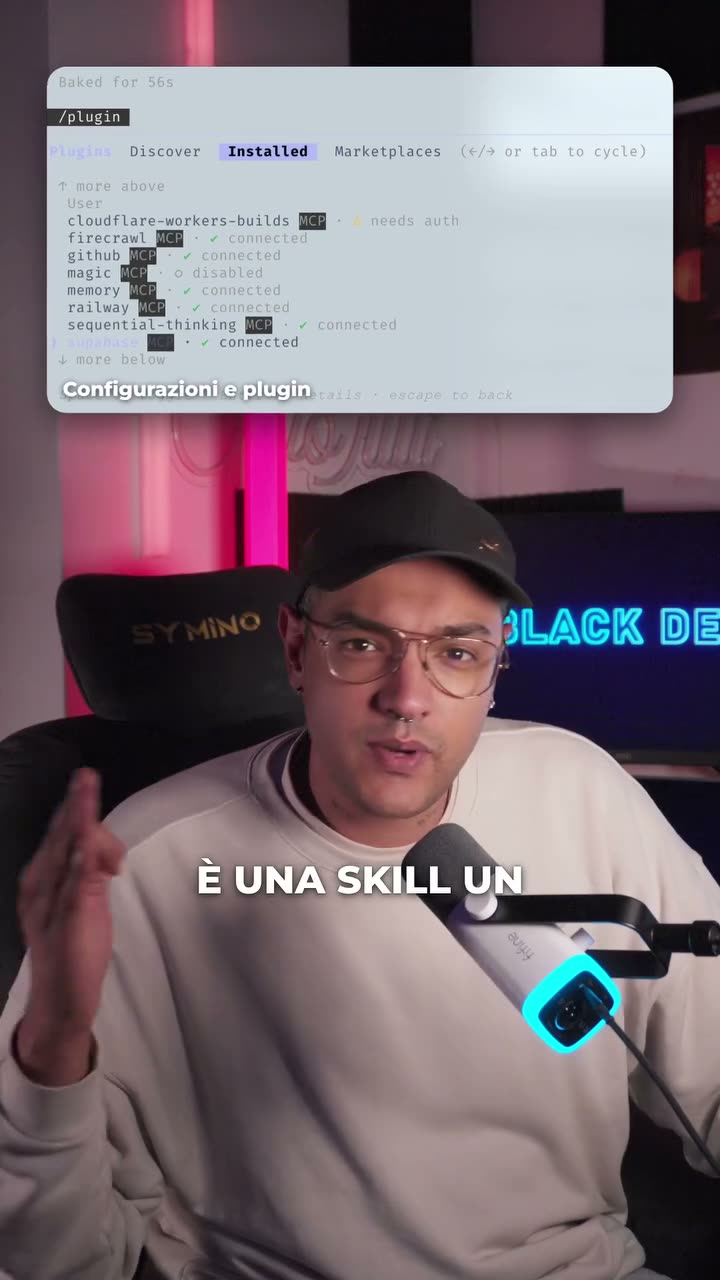 Baked for 56s
/plugin
Plugins Discover Installed Marketplaces (←/→ or tab to cycle)
↑ more above
User
cloudflare-workers-builds MCP · ⚠ needs auth
firecrawl MCP · ✔ connected
github MCP · ✔ connected
magic MCP · ○ disabled
memory MCP · ✔ connected
railway MCP · ✔ connected
sequential-thinking MCP · ✔ connected
❯ supabase MCP · ✔ connected
↓ more below
Configurazioni e plugin
details · escape to back
SYMINO
BLACK DE
È UNA SKILL UN
fifine